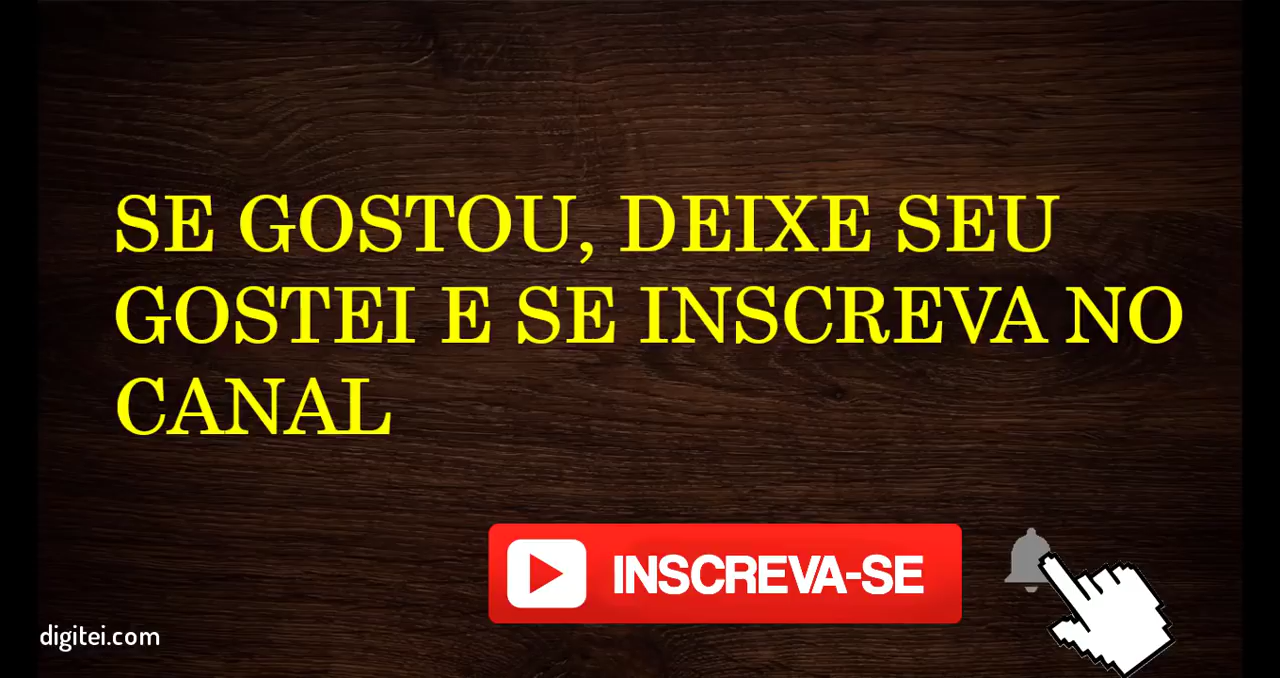 SE GOSTOU, DEIXE SEU
GOSTEI E SE INSCREVA NO
CANAL
INSCREVA-SE
digitei.com